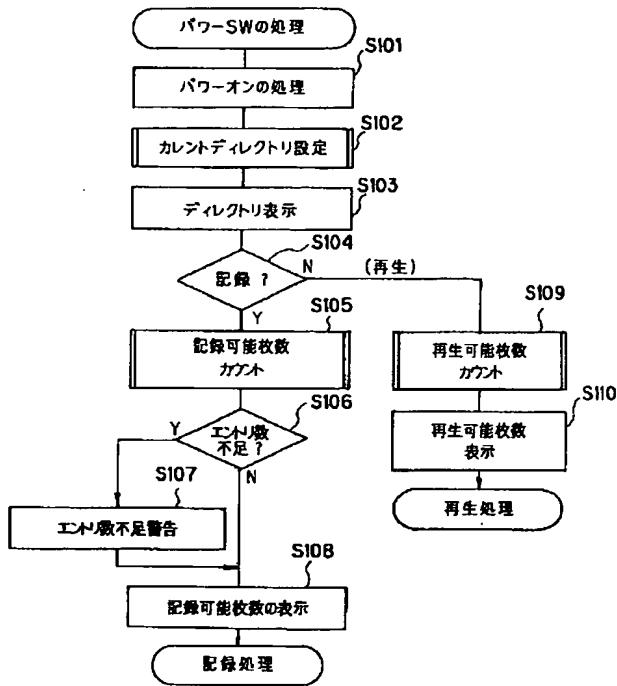 パワーSWの処理
S101
パワーオンの処理
S102
カレントディレクトリ設定
S103
ディレクトリ表示
S104
記録?
N
(再生)
Y
S105
記録可能枚数
カウント
S109
再生可能枚数
カウント
S106
エントリ数
不足?
Y
N
S110
再生可能枚数
表示
S107
エントリ数不足警告
再生処理
S108
記録可能枚数の表示
記録処理